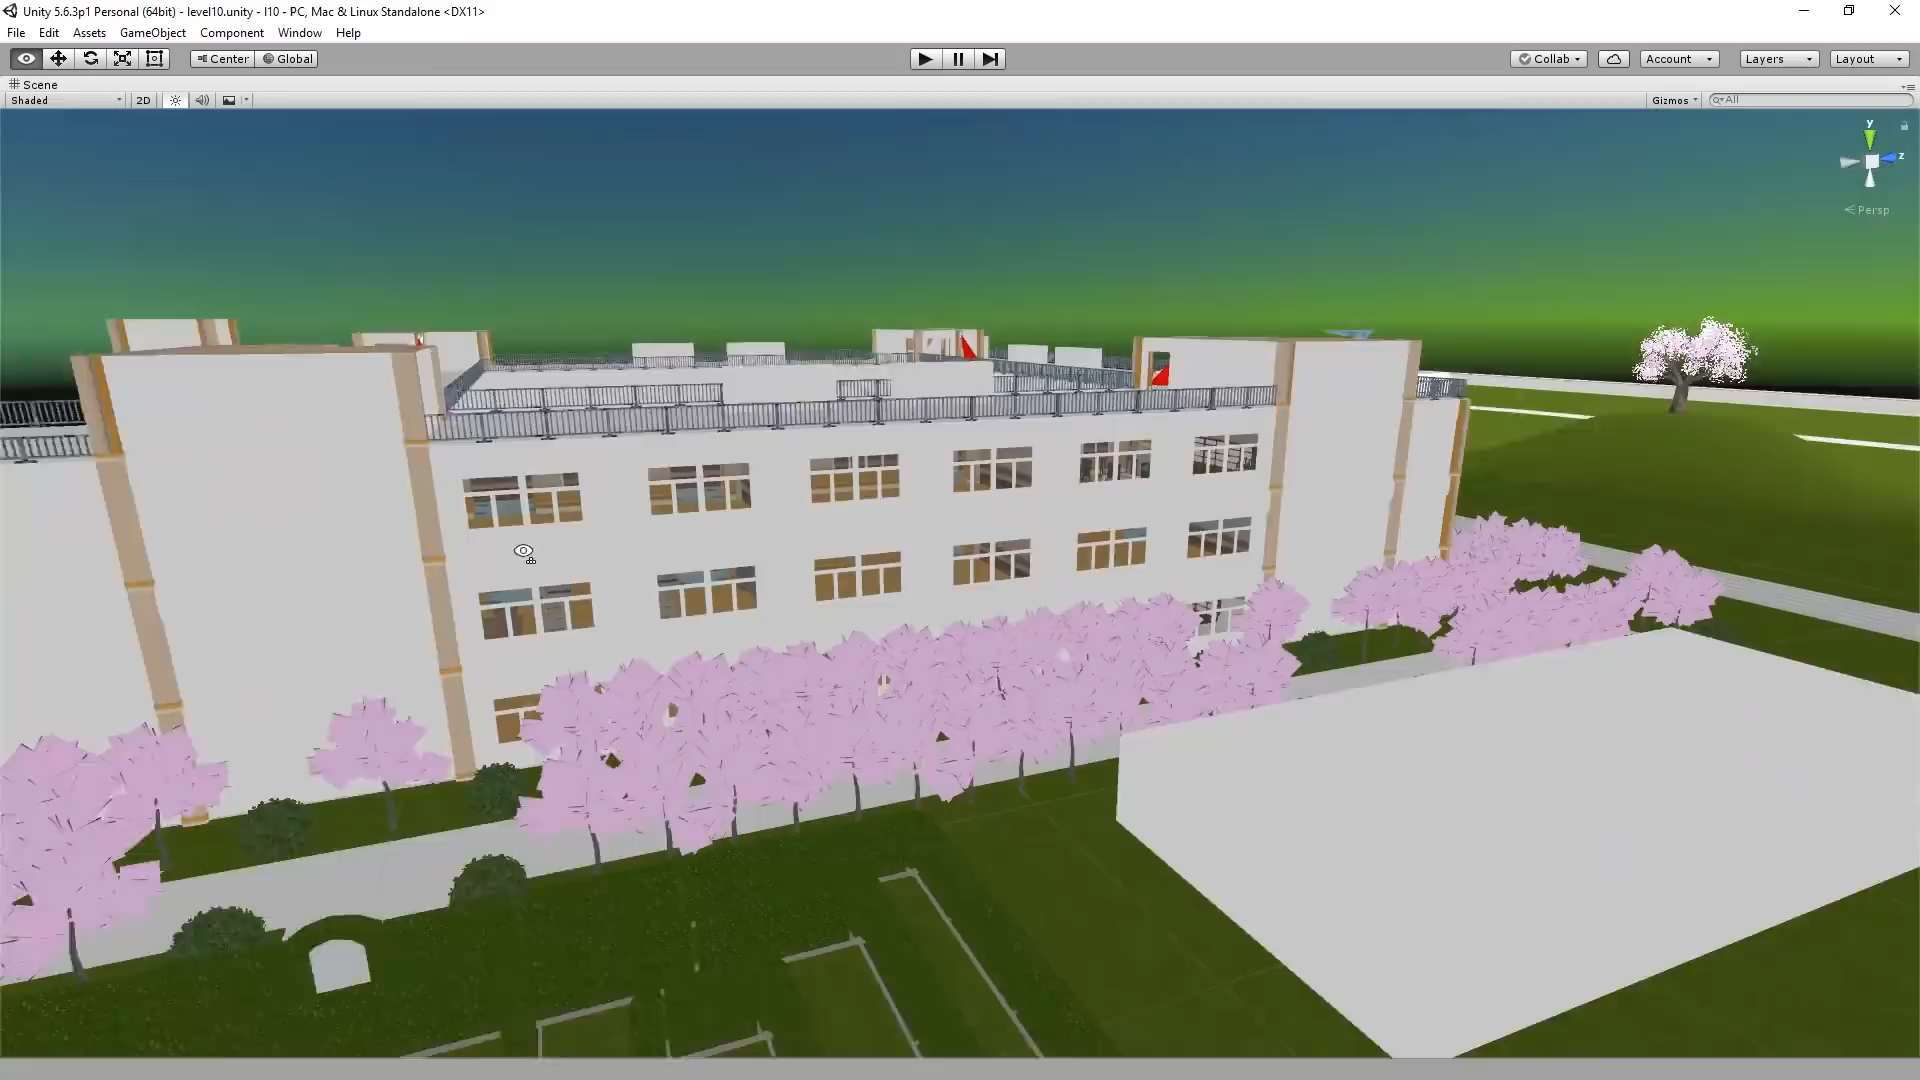 Unity 5.6.3p1 Personal (64bit) - level10.unity - l10 - PC, Mac & Linux Standalone <DX11>
File Edit Assets GameObject Component Window Help
Center Global Collab Account Layers Layout
Scene
Shaded 2D Gizmos All
y
z
Persp